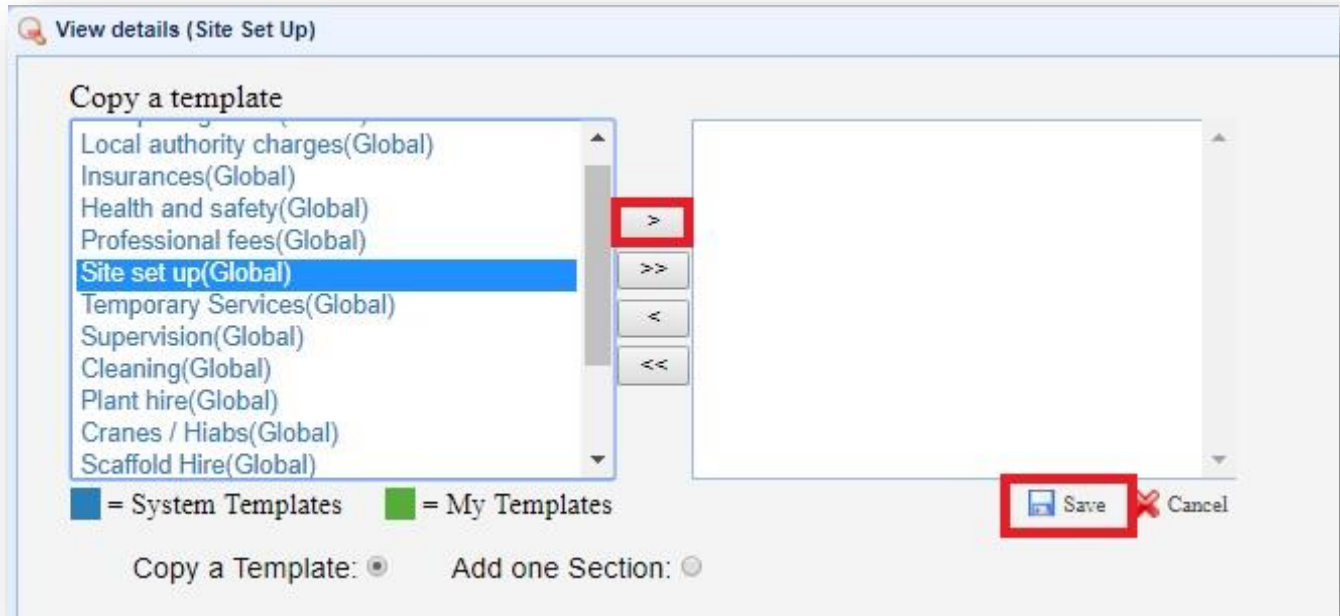 View details (Site Set Up)
Copy a template
Local authority charges(Global)
Insurances(Global)
Health and safety(Global)
Professional fees(Global)
Site set up(Global)
Temporary Services(Global)
Supervision(Global)
Cleaning(Global)
Plant hire(Global)
Cranes / Hiabs(Global)
Scaffold Hire(Global)
>
>>
<
<<
= System Templates = My Templates
Save Cancel
Copy a Template: Add one Section: